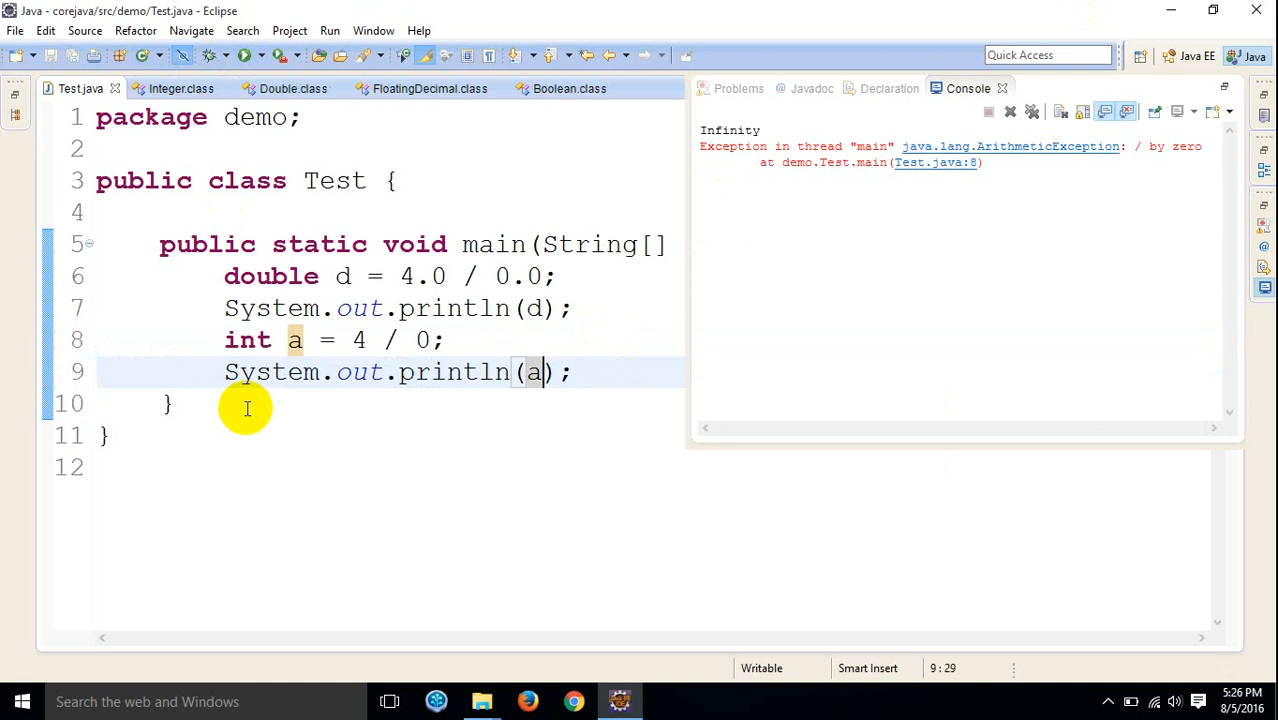 Java - corejava/src/demo/Test.java - Eclipse
File Edit Source Refactor Navigate Search Project Run Window Help
Quick Access Java EE Java
Test.java Integer.class Double.class FloatingDecimal.class Boolean.class
Problems @ Javadoc Declaration Console
1 package demo;
2
3 public class Test {
4
5 public static void main(String[]
6 double d = 4.0 / 0.0;
7 System.out.println(d);
8 int a = 4 / 0;
9 System.out.println(a);
10 }
11 }
12
Infinity
Exception in thread "main" java.lang.ArithmeticException: / by zero
at demo.Test.main(Test.java:8)
Writable Smart Insert 9 : 29
Search the web and Windows
5:26 PM
8/5/2016